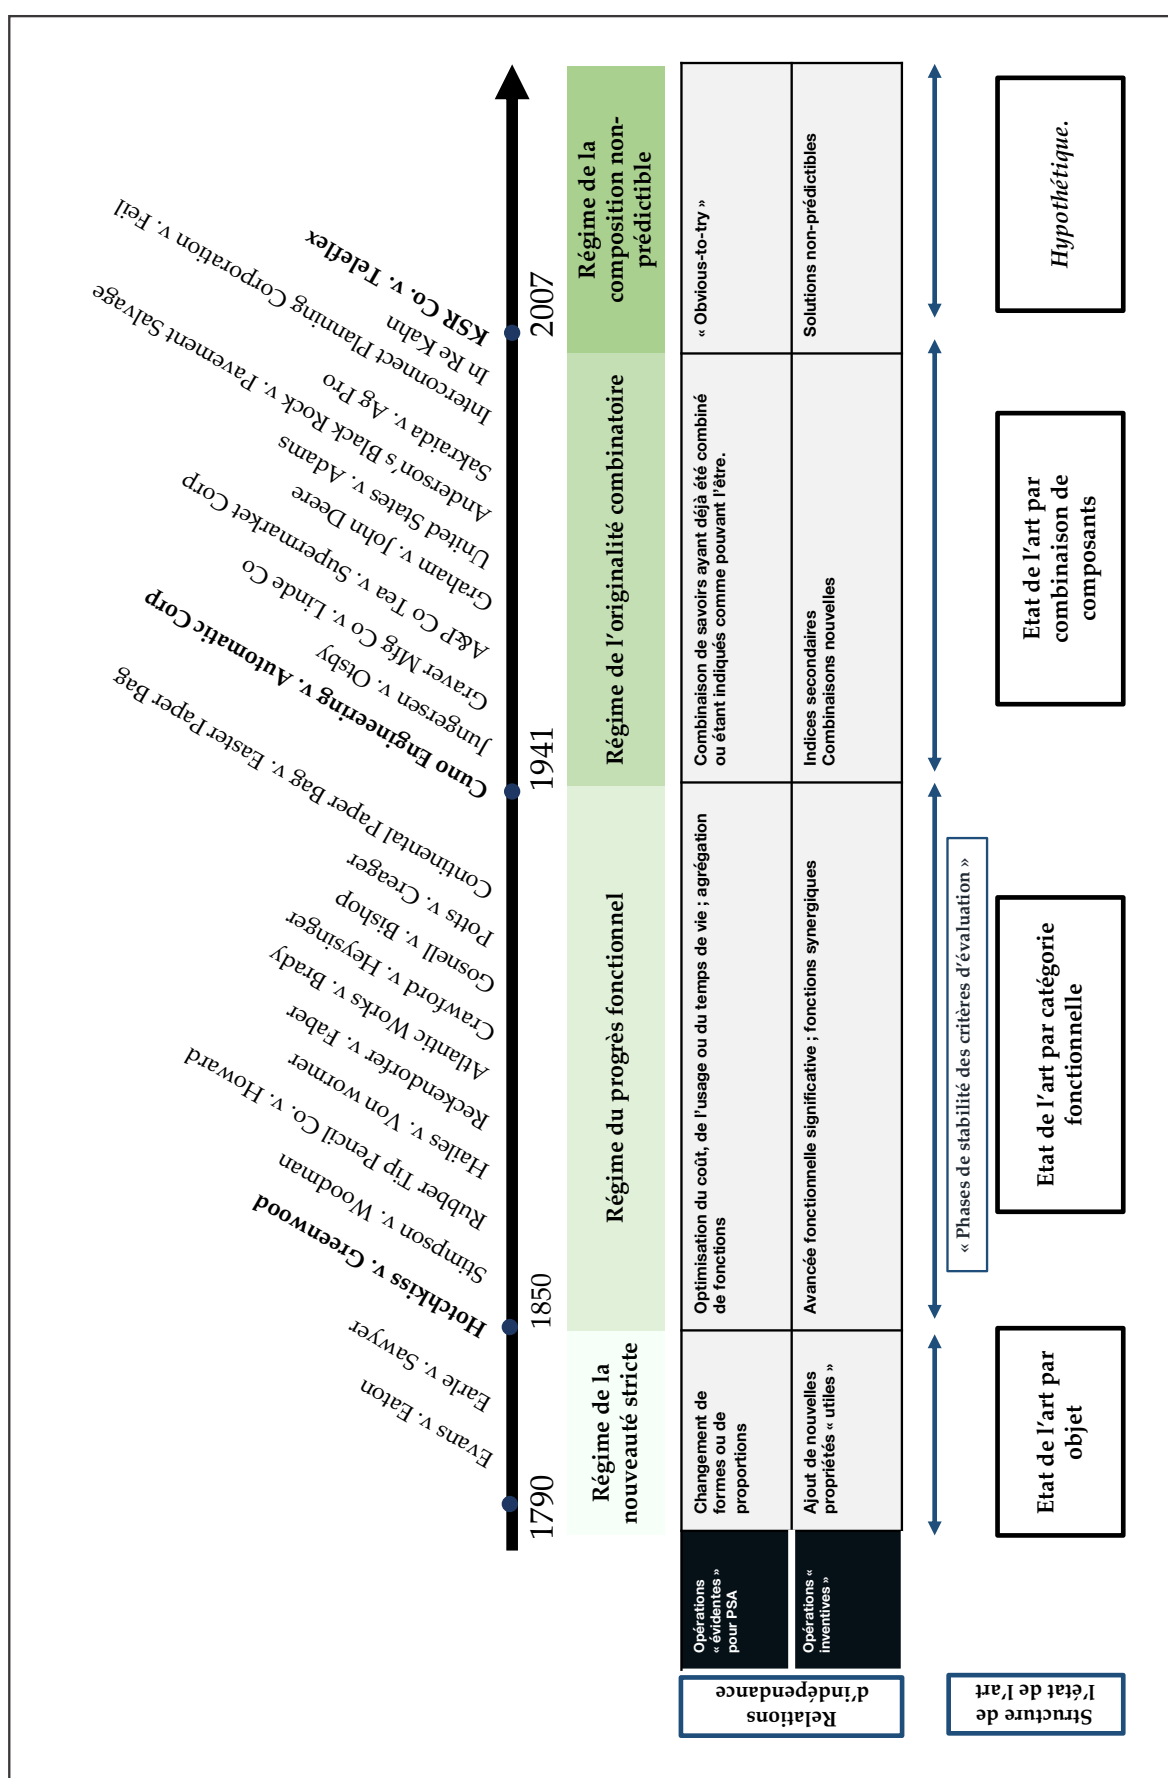 Evans v. Eaton
Earle v. Sawyer
Hotchkiss v. Greenwood
Stimpson v. Woodman
Rubber Tip Pencil Co. v. Howard
Hailes v. Von wormer
Reckendorfer v. Faber
Atlantic Works v. Brady
Crawford v. Heysinger
Gosnell v. Bishop
Potts v. Creager
Continental Paper Bag v. Easter Paper Bag
Cuno Engineering v. Automatic Corp
Jungersen v. Otsby
Graver Mfg Co v. Linde Co
A&P Co Tea v. Supermarket Corp
Graham v. John Deere
United States v. Adams
Anderson's Black Rock v. Pavement Salvage
Sakraida v. Ag Pro
Interconnect Planning Corporation v. Feil
In Re Kahn
KSR Co. v. Teleflex
1790
1850
1941
2007
Régime de la
nouveauté stricte
Régime du progrès fonctionnel
Régime de l'originalité combinatoire
Régime de la
composition non-
prédictible
Relations
d'indépendance
Opérations
« évidentes »
pour PSA
Changement de
formes ou de
proportions
Optimisation du coût, de l'usage ou du temps de vie ; agrégation
de fonctions
Combinaison de savoirs ayant déjà été combiné
ou étant indiqués comme pouvant l'être.
« Obvious-to-try »
Opérations «
inventives »
Ajout de nouvelles
propriétés « utiles »
Avancée fonctionnelle significative ; fonctions synergiques
Indices secondaires
Combinaisons nouvelles
Solutions non-prédictibles
« Phases de stabilité des critères d'évaluation »
Structure de
l'état de l'art
Etat de l'art par
objet
Etat de l'art par catégorie
fonctionnelle
Etat de l'art par
combinaison de
composants
Hypothétique.